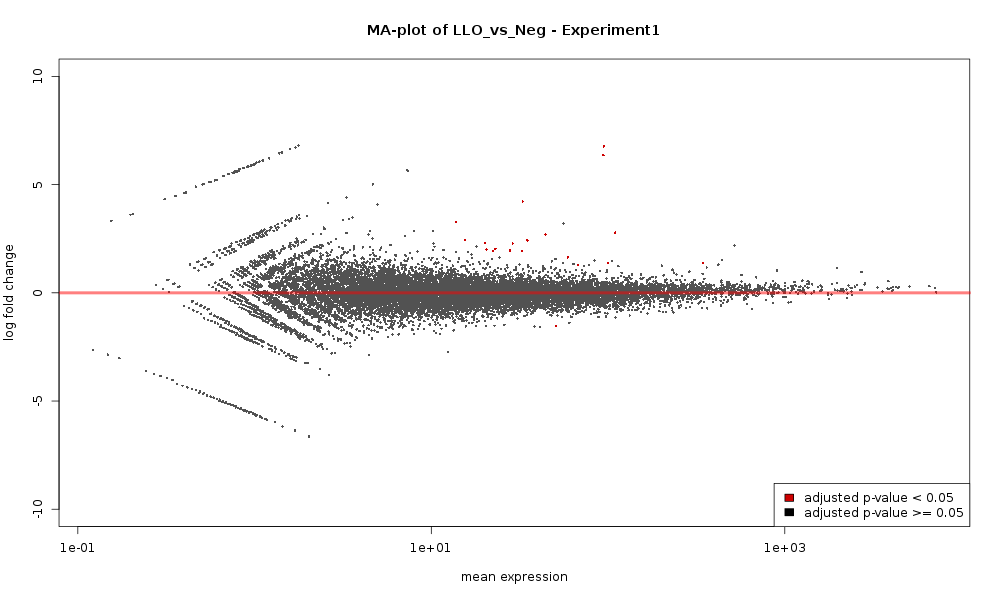 MA-plot of LLO_vs_Neg - Experiment1
log fold change
10
5
0
-5
-10
1e-01
1e+01
1e+03
mean expression
adjusted p-value < 0.05
adjusted p-value >= 0.05